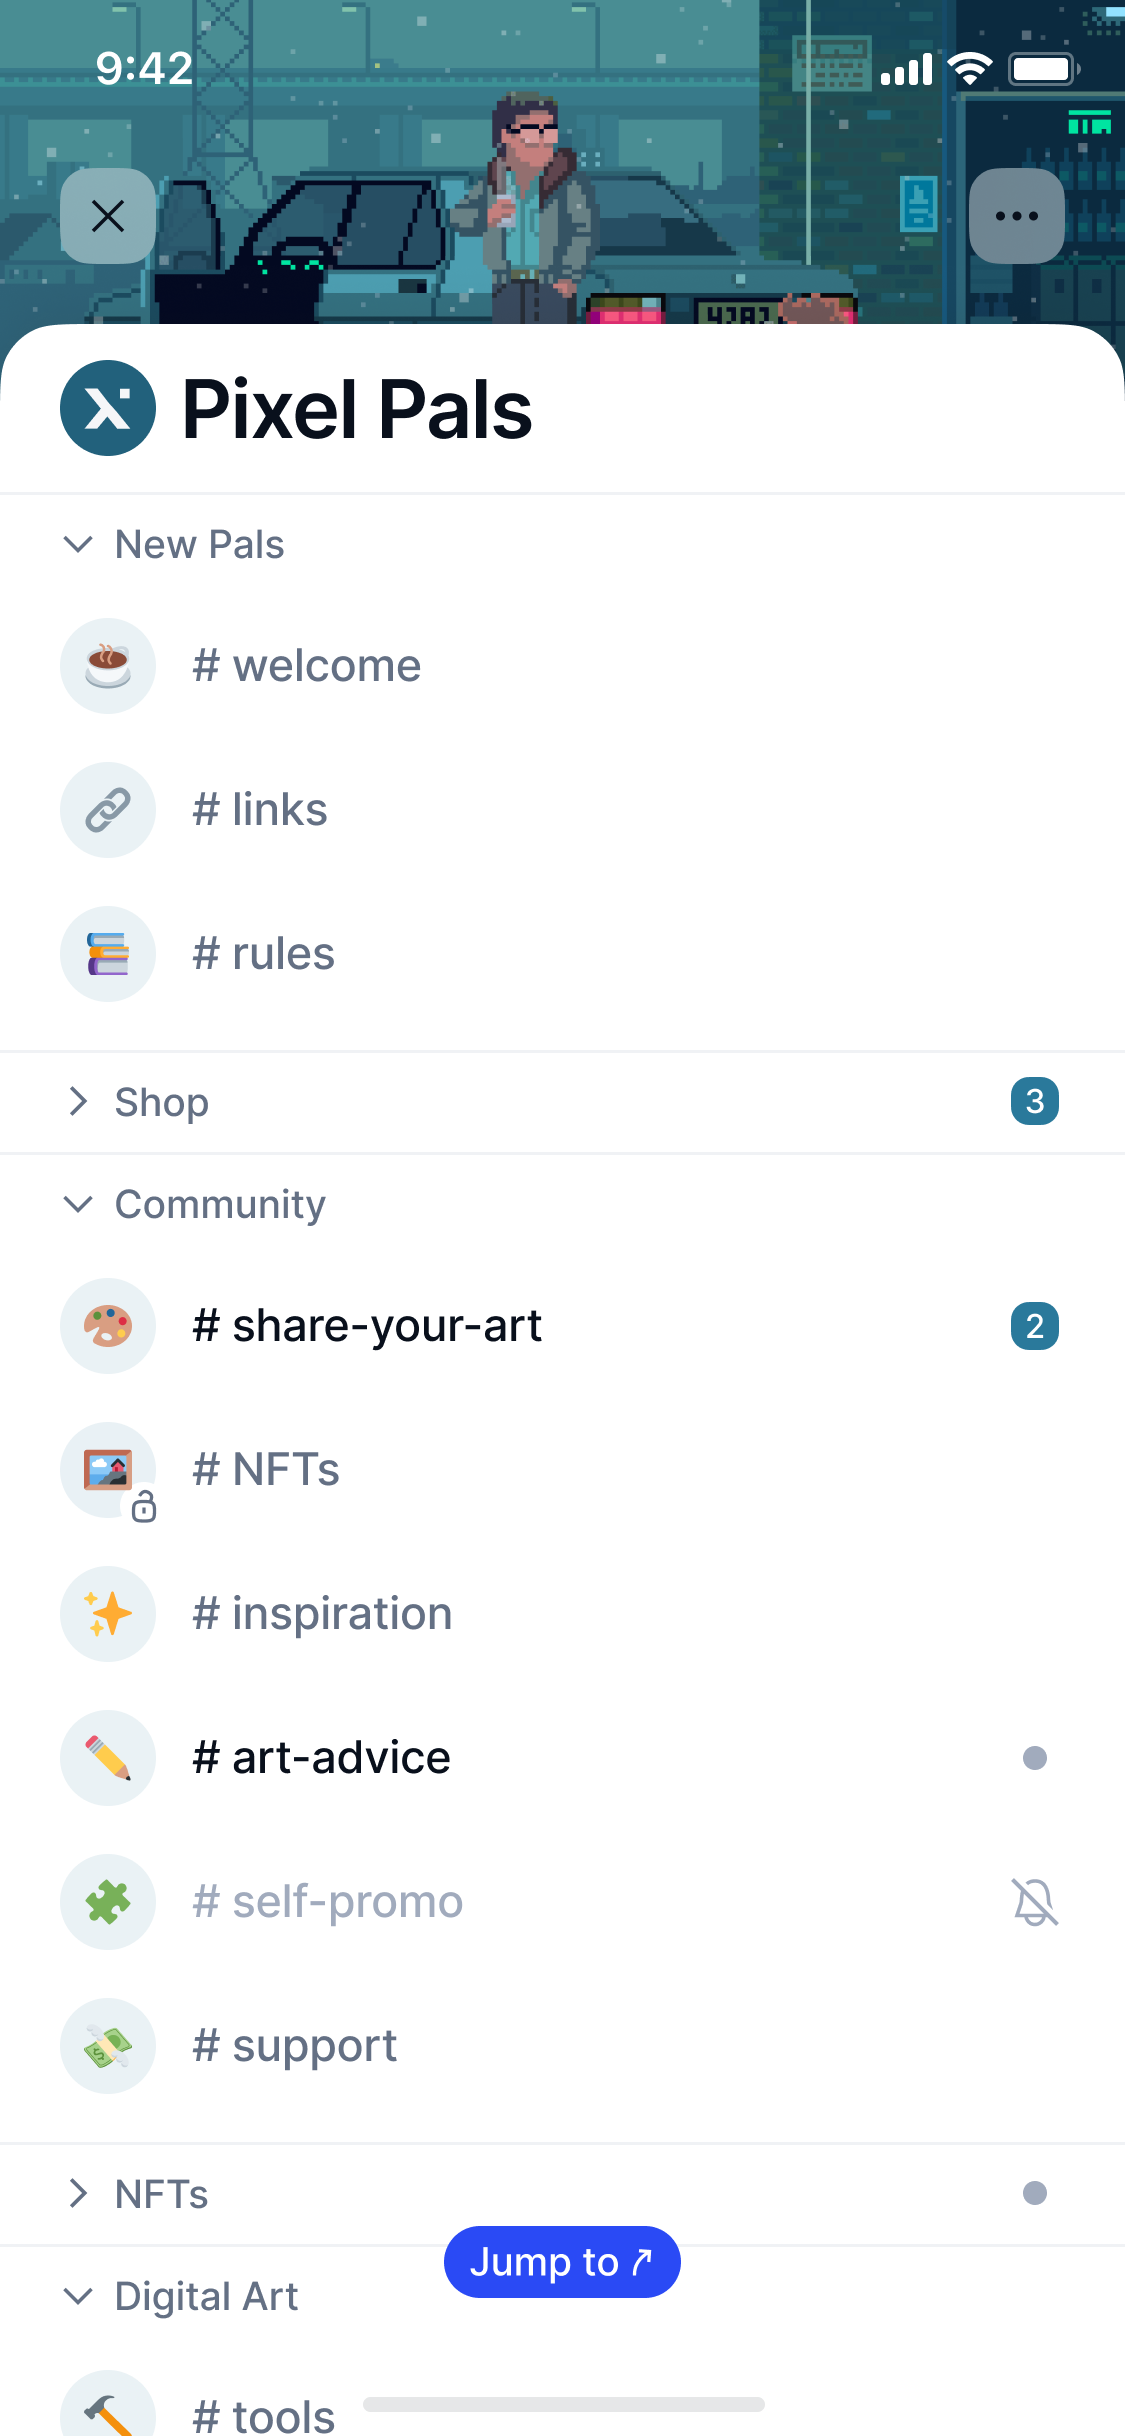 9:42
4781
Pixel Pals
New Pals
# welcome
# links
# rules
Shop
3
Community
# share-your-art
2
# NFTs
# inspiration
# art-advice
# self-promo
# support
NFTs
Jump to
Digital Art
# tools